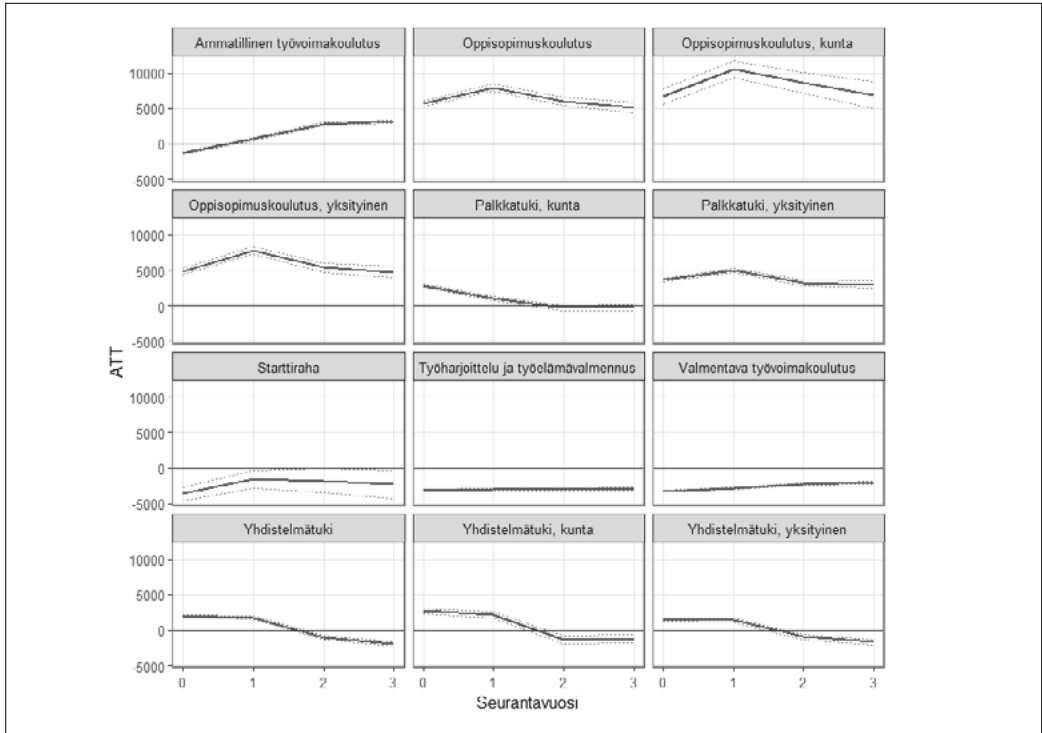 Ammatillinen työvoimakoulutus
Oppisopimuskoulutus
Oppisopimuskoulutus, kunta
10000
5000
0
-5000
Oppisopimuskoulutus, yksityinen
Palkkatuki, kunta
Palkkatuki, yksityinen
10000
5000
0
-5000
ATT
Starttiraha
Työharjoittelu ja työelämävalmennus
Valmentava työvoimakoulutus
10000
5000
0
-5000
Yhdistelmätuki
Yhdistelmätuki, kunta
Yhdistelmätuki, yksityinen
10000
5000
0
-5000
0 1 2 3
0 1 2 3
0 1 2 3
Seurantavuosi